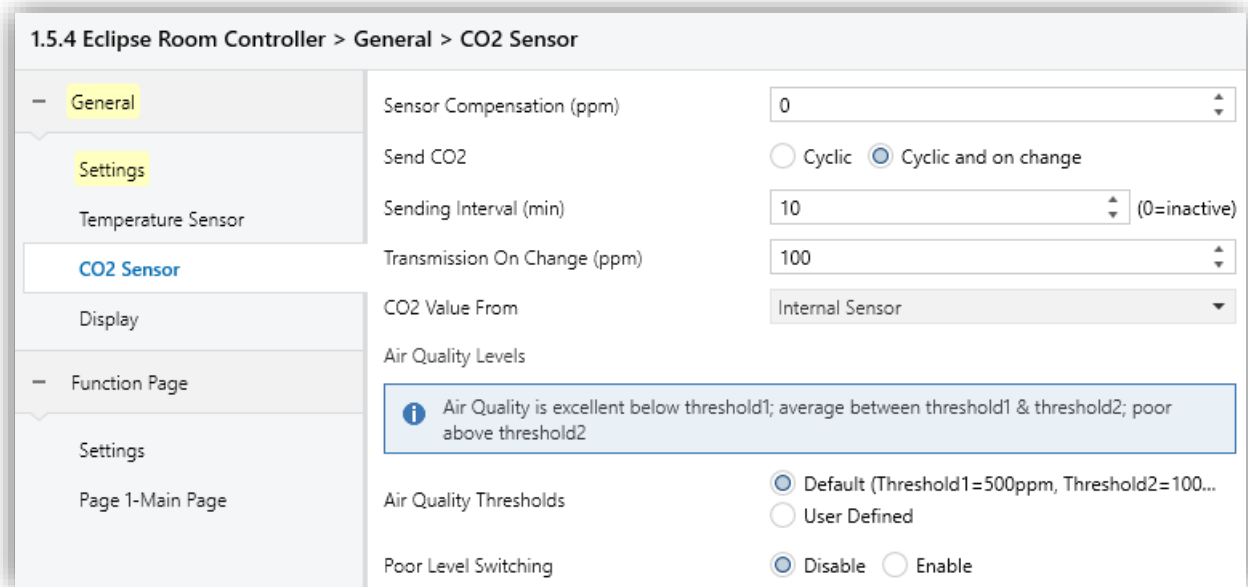 1.5.4 Eclipse Room Controller > General > CO2 Sensor
General
Settings
Temperature Sensor
CO2 Sensor
Display
Function Page
Settings
Page 1-Main Page
Sensor Compensation (ppm) 0
Send CO2 Cyclic Cyclic and on change
Sending Interval (min) 10 (0=inactive)
Transmission On Change (ppm) 100
CO2 Value From Internal Sensor
Air Quality Levels
Air Quality is excellent below threshold1; average between threshold1 & threshold2; poor
above threshold2
Air Quality Thresholds Default (Threshold1=500ppm, Threshold2=100...
User Defined
Poor Level Switching Disable Enable